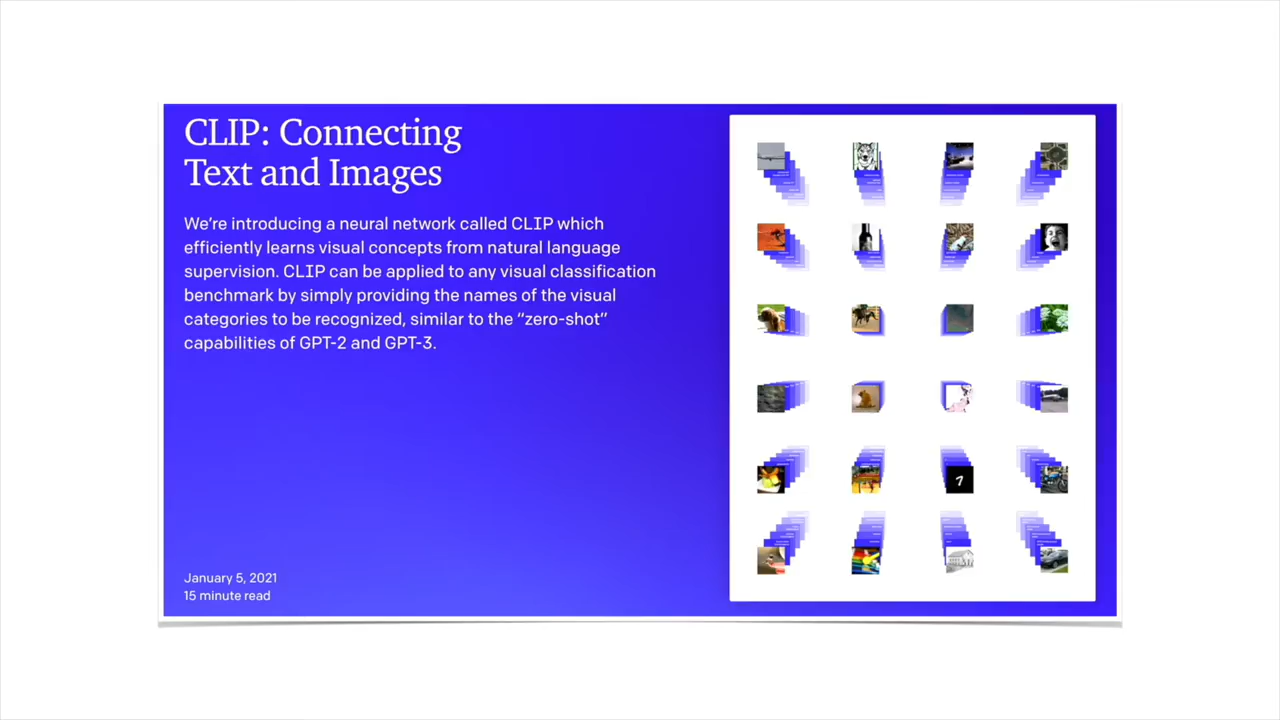 CLIP: Connecting
Text and Images
We're introducing a neural network called CLIP which
efficiently learns visual concepts from natural language
supervision. CLIP can be applied to any visual classification
benchmark by simply providing the names of the visual
categories to be recognized, similar to the “zero-shot”
capabilities of GPT-2 and GPT-3.
January 5, 2021
15 minute read